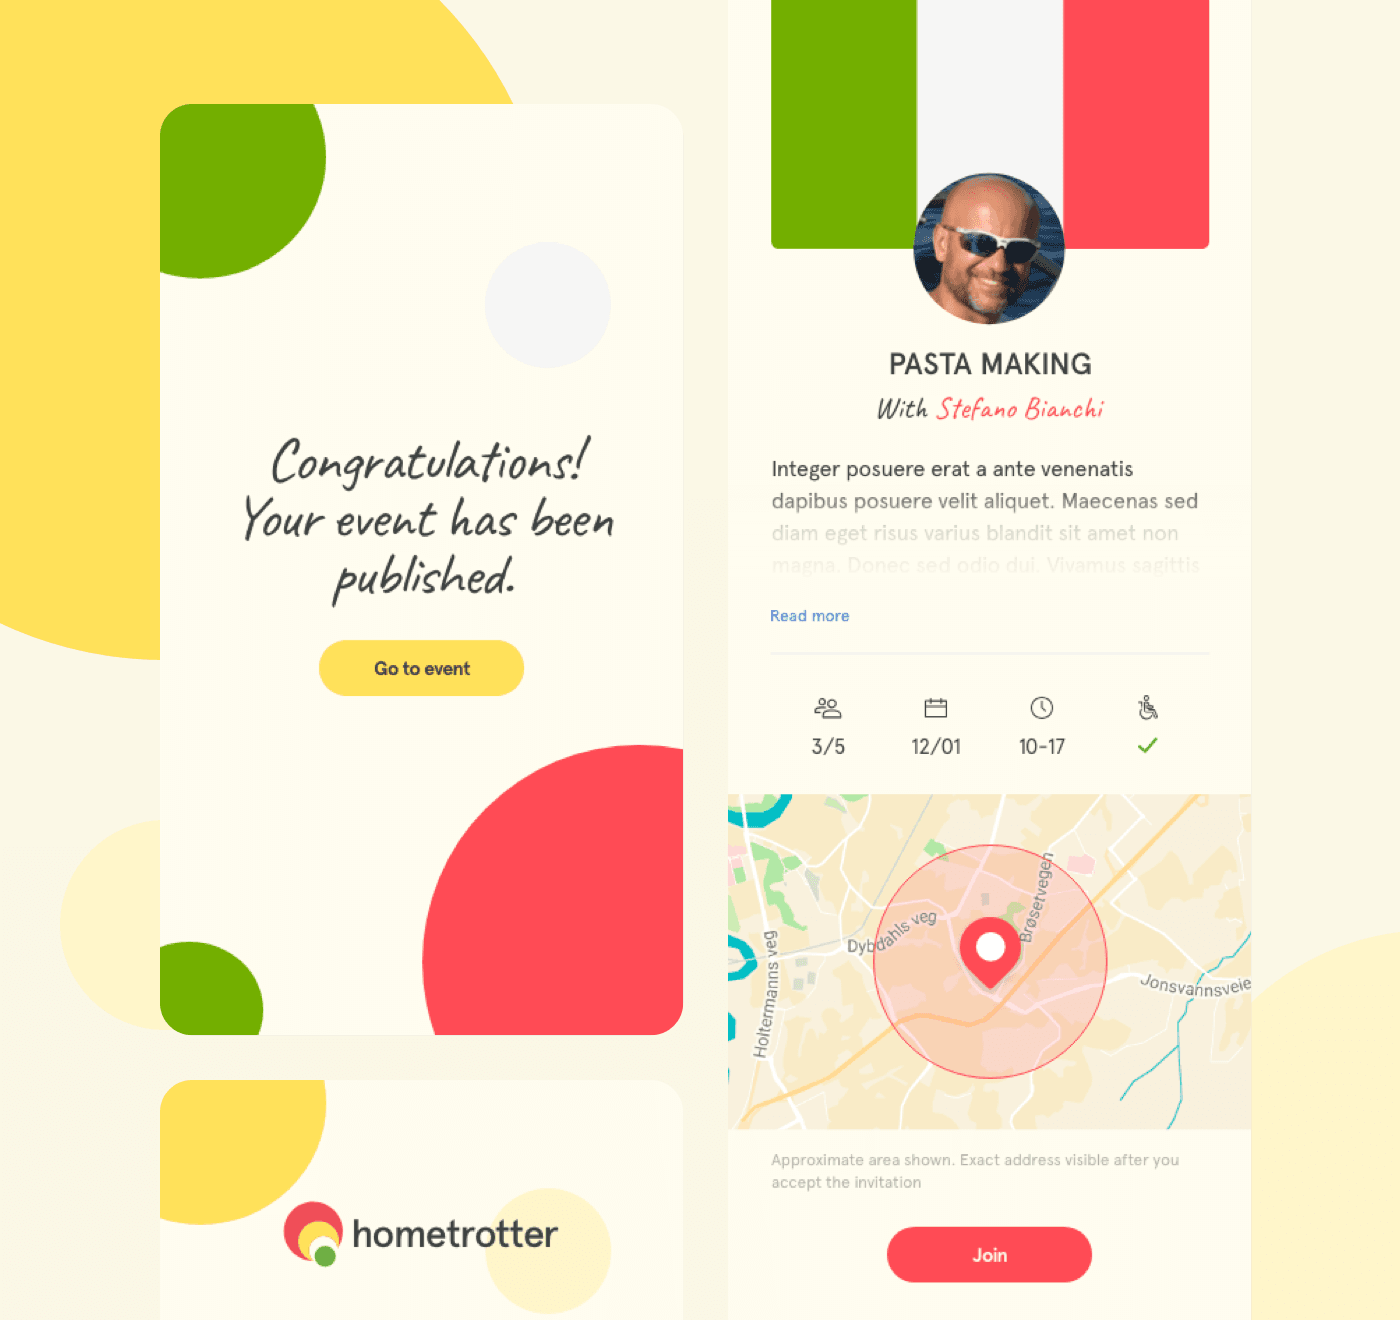 Congratulations!
Your event has been
published.
Go to event
hometrotter
PASTA MAKING
With Stefano Bianchi
Integer posuere erat a ante venenatis
dapibus posuere velit aliquet. Maecenas sed
diam eget risus varius blandit sit amet non
magna. Donec sed odio dui. Vivamus sagittis
Read more
3/5
12/01
10-17
Brøsetvegen
Dybdahls veg
Holtermanns veg
Jonsvannsveie
Approximate area shown. Exact address visible after you
accept the invitation
Join